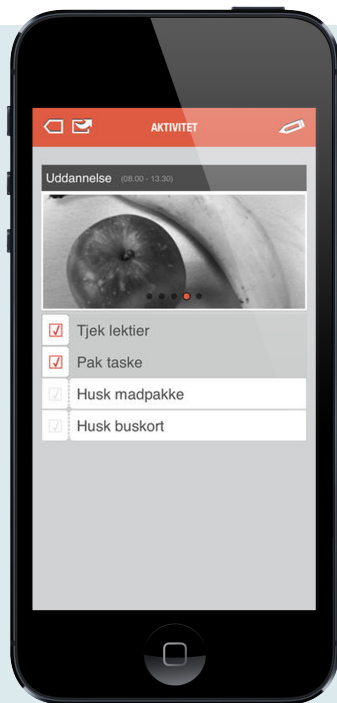 AKTIVITET
Uddannelse (08.00 - 13.30)
Tjek lektier
Pak taske
Husk madpakke
Husk buskort